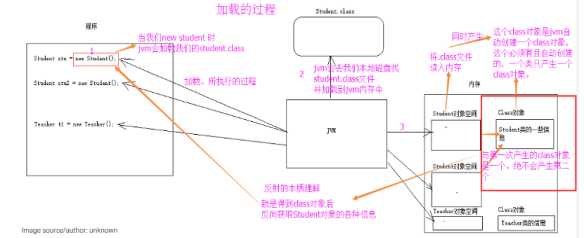 加载的过程
程序
Student.class
当我们new student 时
jvm会加载我们的student.class
1
Student stu = new Student();
Student stu2 = new Student();
Teacher t1 = new Teacher();
加载、所执行的过程
2
jvm会去我们本地磁盘找
student.class文件
并加载到jvm内存中
JVM
3
同时产生
将.class文件
读入内存
这个class对象是jvm自
动创建一个class对象，
这个必须有且自动创建
的。一个类只产生一个
class对象。
内存
Student对象空间
Class对象
Student类的一些信
息
与第一次产生的class对象
是一个。绝不会产生第二
个
Student对象空间
Teacher对象空间
Class对象
Teacher类的信息
反射的本质理解
就是得到class对象后
反向获取Student对象的各种信息
Image source/author: unknown